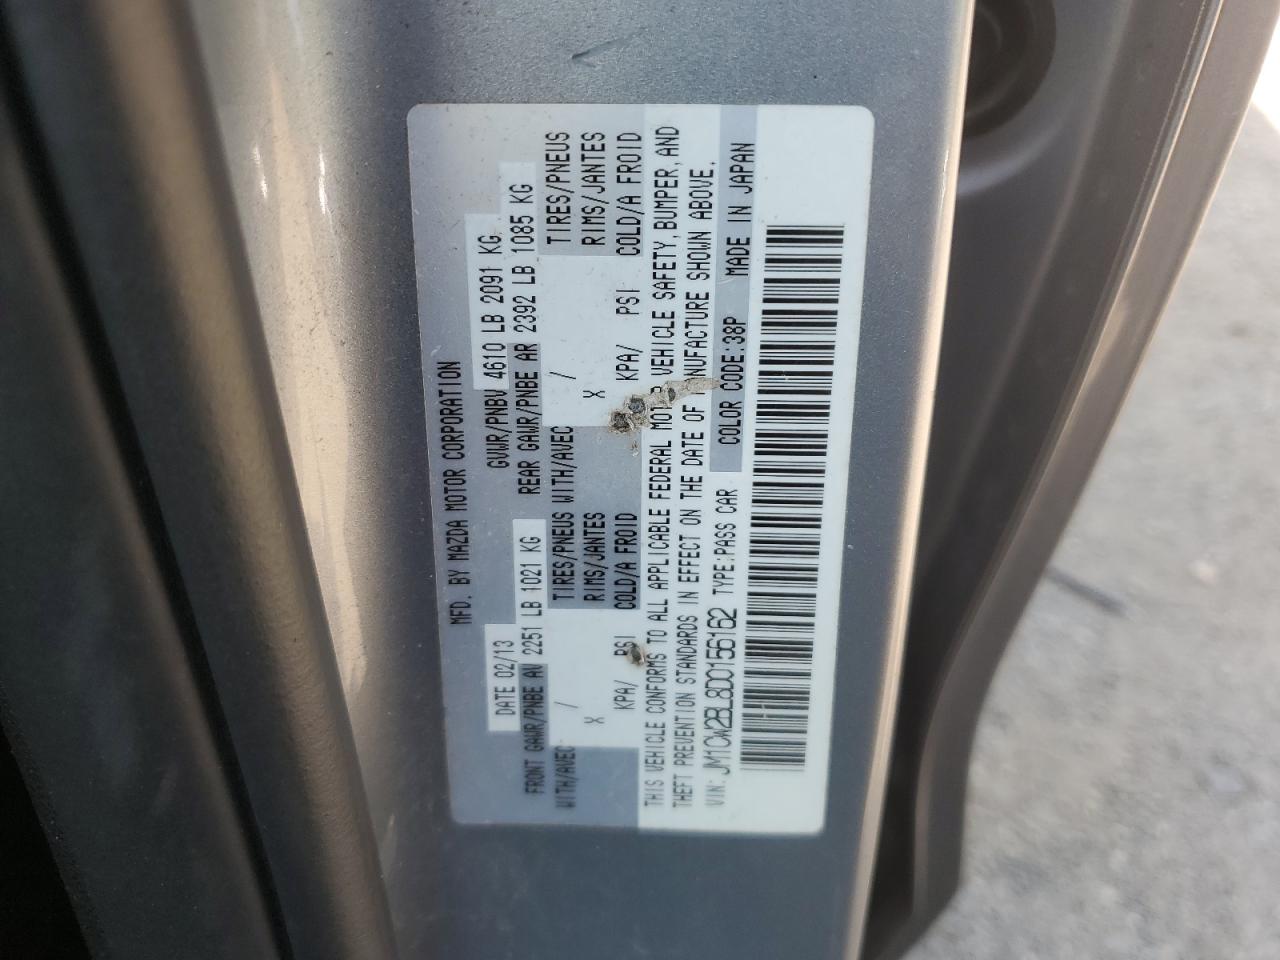 MFD. BY MAZDA MOTOR CORPORATION
DATE 02/13 GVWR/PNBV 4610 LB 2091 KG
FRONT GAWR/PNBE AV 2251 LB 1021 KG REAR GAWR/PNBE AR 2392 LB 1085 KG
WITH/AVEC / TIRES/PNEUS WITH/AVEC / TIRES/PNEUS
X RIMS/JANTES X RIMS/JANTES
KPA/ PSI COLD/A FROID KPA/ PSI COLD/A FROID
THIS VEHICLE CONFORMS TO ALL APPLICABLE FEDERAL VEHICLE SAFETY, BUMPER, AND
THEFT PREVENTION STANDARDS IN EFFECT ON THE DATE OF NUFACTURE SHOWN ABOVE.
VIN: JM1CW2BL8D0156162 TYPE:PASS CAR COLOR CODE:38P MADE IN JAPAN